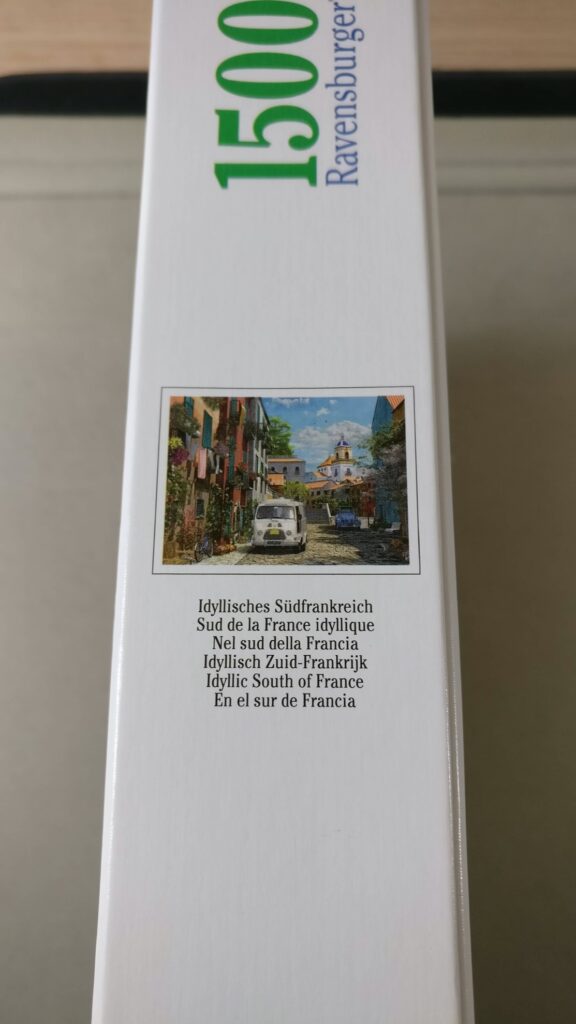 1500
Ravensburger
Idyllisches Südfrankreich
Sud de la France idyllique
Nel sud della Francia
Idyllisch Zuid-Frankrijk
Idyllic South of France
En el sur de Francia